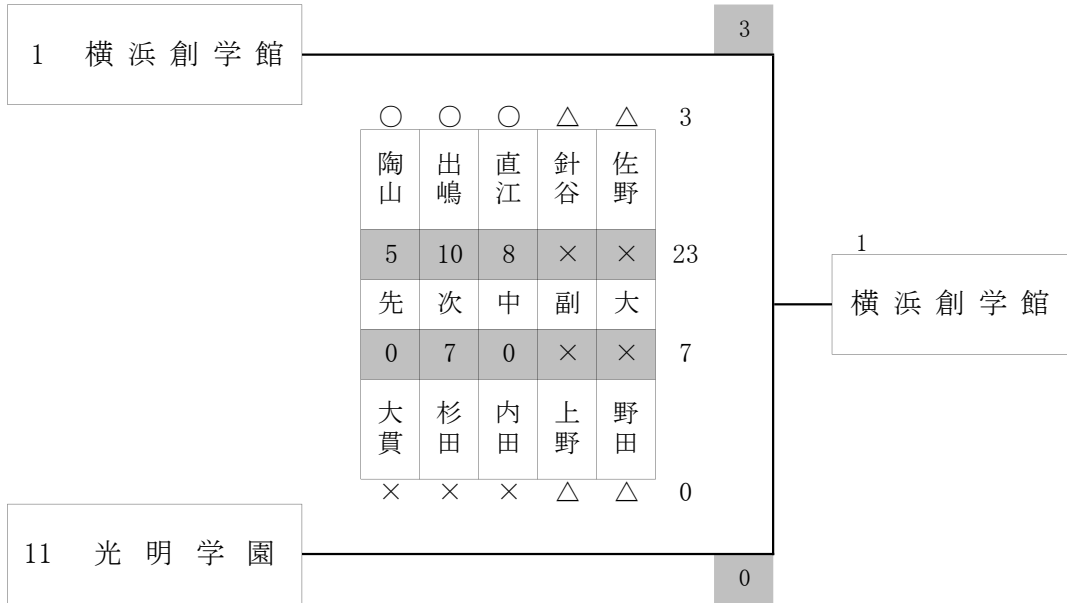 3
1 横浜創学館
○ ○ ○ △ △ 3
陶山 出嶋 直江 針谷 佐野
5 10 8 × × 23
1
先 次 中 副 大
横浜創学館
0 7 0 × × 7
大貫 杉田 内田 上野 野田
× × × △ △ 0
11 光明学園
0